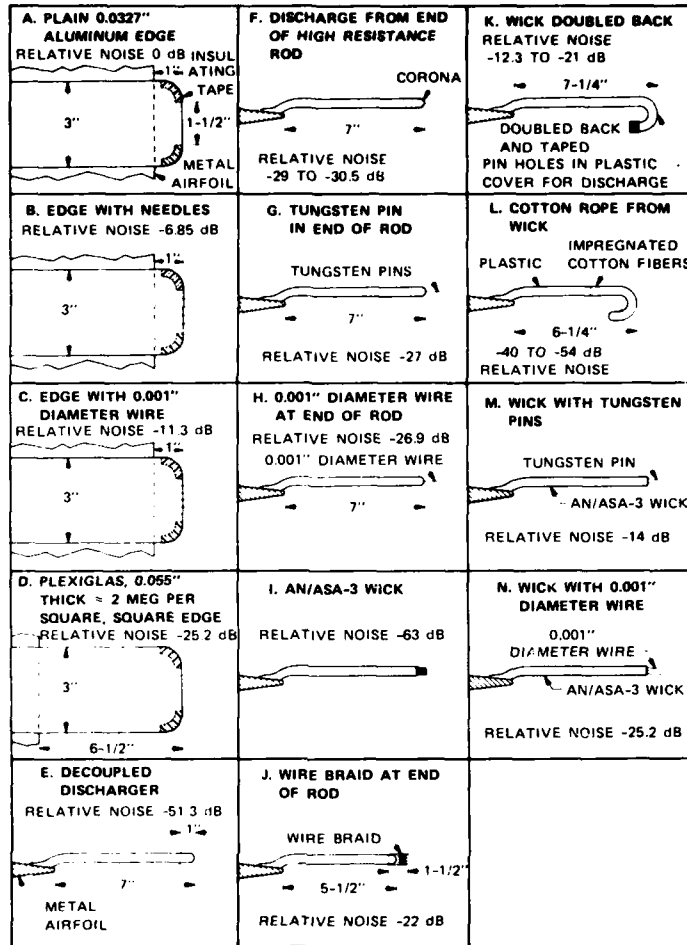 A. PLAIN 0.0327"
ALUMINUM EDGE
RELATIVE NOISE 0 dB
INSUL
ATING
TAPE
1"
3"
1-1/2"
METAL
AIRFOIL
B. EDGE WITH NEEDLES
RELATIVE NOISE -6.85 dB
1"
3"
C. EDGE WITH 0.001"
DIAMETER WIRE
RELATIVE NOISE -11.3 dB
1"
3"
D. PLEXIGLAS, 0.055"
THICK = 2 MEG PER
SQUARE, SQUARE EDGE
RELATIVE NOISE -25.2 dB
3"
6-1/2"
E. DECOUPLED
DISCHARGER
RELATIVE NOISE -51.3 dB
1"
7"
METAL
AIRFOIL
F. DISCHARGE FROM END
OF HIGH RESISTANCE
ROD
CORONA
7"
RELATIVE NOISE
-29 TO -30.5 dB
G. TUNGSTEN PIN
IN END OF ROD
TUNGSTEN PINS
7"
RELATIVE NOISE -27 dB
H. 0.001" DIAMETER WIRE
AT END OF ROD
RELATIVE NOISE -26.9 dB
0.001" DIAMETER WIRE
7"
I. AN/ASA-3 WICK
RELATIVE NOISE -63 dB
J. WIRE BRAID AT END
OF ROD
WIRE BRAID
1-1/2"
5-1/2"
RELATIVE NOISE -22 dB
K. WICK DOUBLED BACK
RELATIVE NOISE
-12.3 TO -21 dB
7-1/4"
DOUBLED BACK
AND TAPED
PIN HOLES IN PLASTIC
COVER FOR DISCHARGE
L. COTTON ROPE FROM
WICK
IMPREGNATED
PLASTIC COTTON FIBERS
6-1/4"
-40 TO -54 dB
RELATIVE NOISE
M. WICK WITH TUNGSTEN
PINS
TUNGSTEN PIN
AN/ASA-3 WICK
RELATIVE NOISE -14 dB
N. WICK WITH 0.001"
DIAMETER WIRE
0.001"
DIAMETER WIRE
AN/ASA-3 WICK
RELATIVE NOISE -25.2 dB